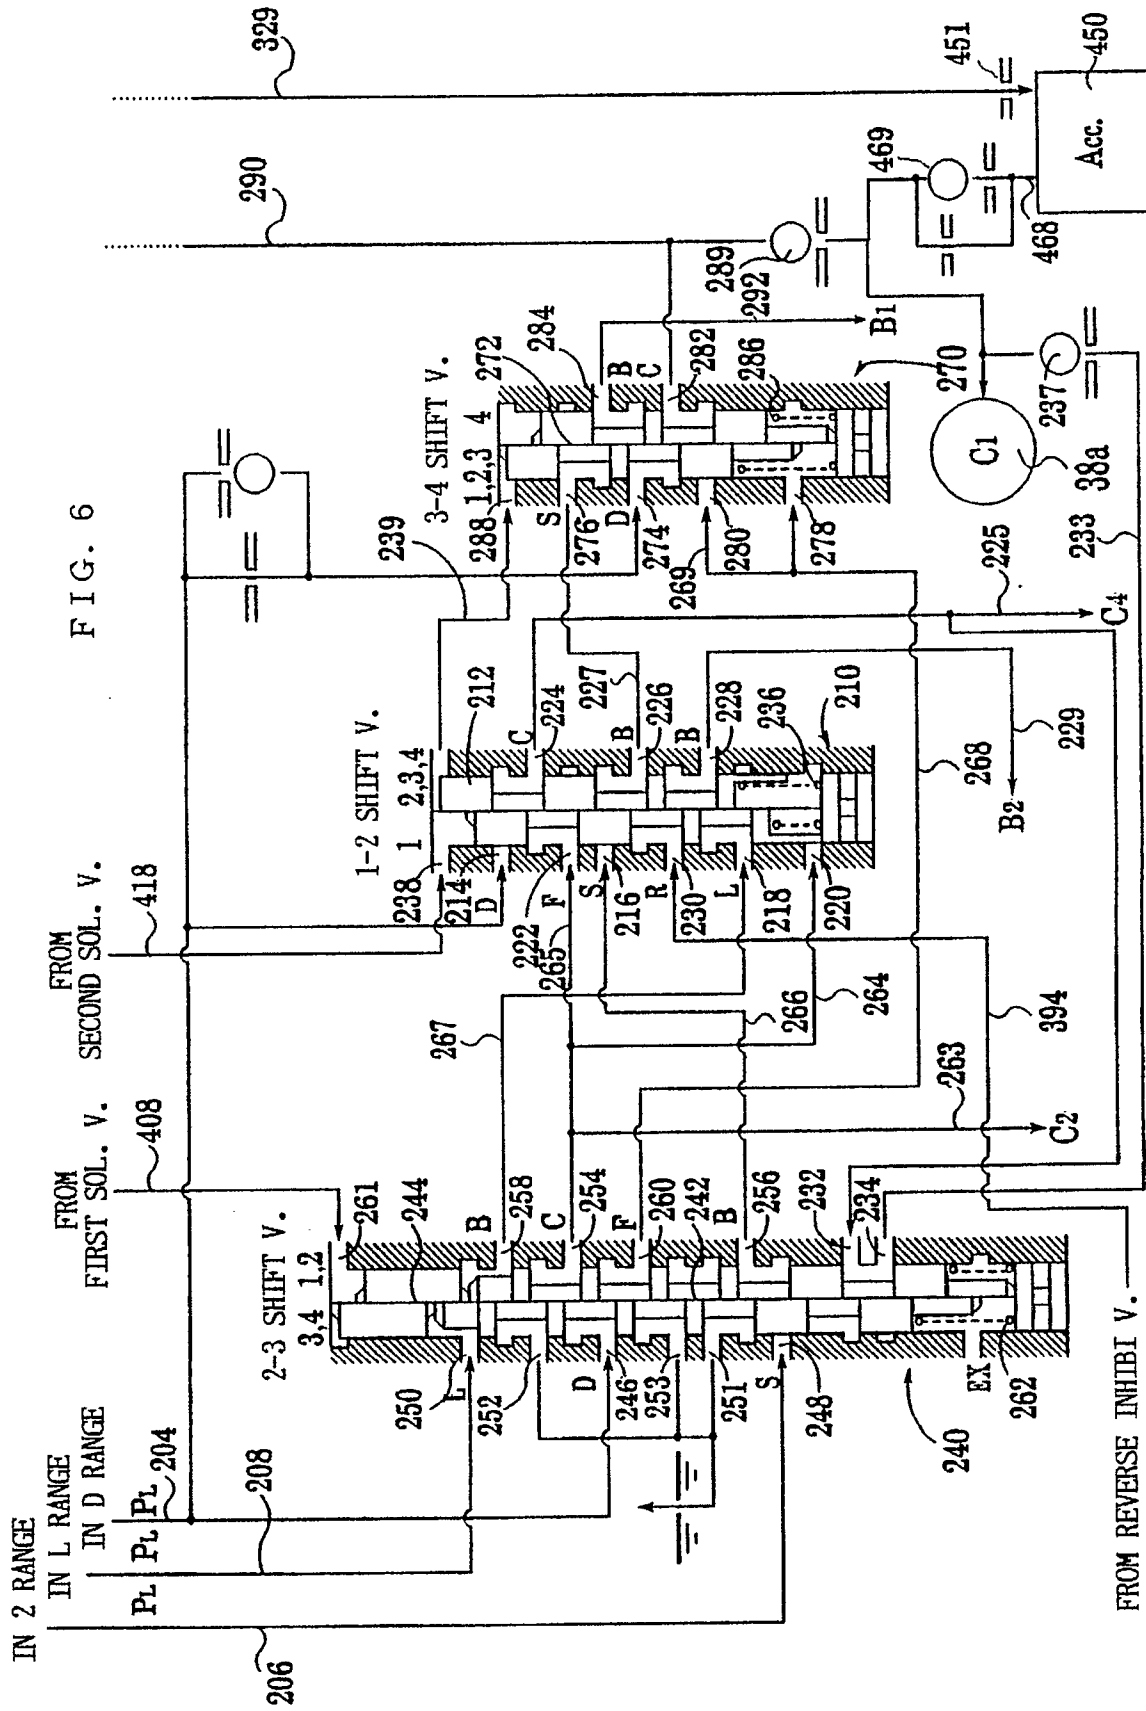 FIG. 6
IN 2 RANGE
IN L RANGE
IN D RANGE
PL
PL
PL
204
208
206
FROM
FIRST SOL. V.
408
FROM
SECOND SOL. V.
418
2-3 SHIFT V.
3,4
1,2
261
244
250
L
252
D
246
253
251
S
248
EX
262
240
B
258
C
254
F
260
242
B
256
232
234
267
265
266
264
263
C2
268
394
1-2 SHIFT V.
1
2,3,4
238
214
D
222
F
S
216
R
230
L
218
220
212
C
224
B
226
B
228
236
210
227
239
229
B2
225
C4
233
3-4 SHIFT V.
1,2,3
4
288
S
276
D
274
269
280
278
272
284
B
C
282
286
270
292
B1
289
290
329
469
468
451
450
Acc.
C1
38a
237
FROM REVERSE INHIBI V.